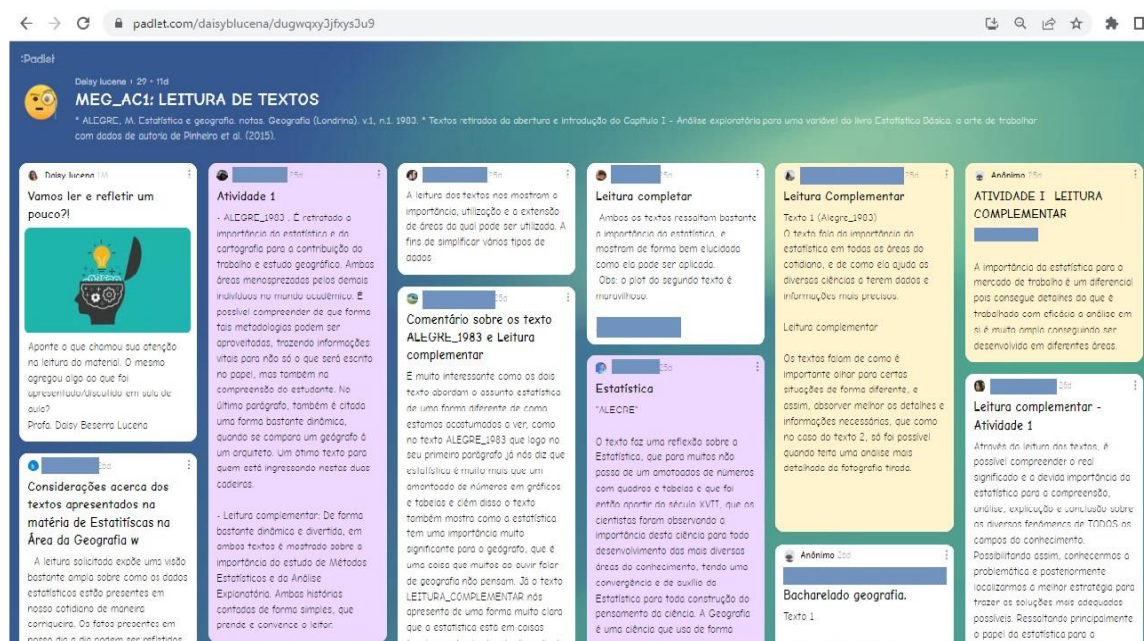 padlet.com/daisyblucena/dugwqxy3jfxys3u9
:Padlet
Daisy lucena • 29 • 11d
MEG_AC1: LEITURA DE TEXTOS
* ALEGRE, M. Estatística e geografia. notas. Geografia (Londrina). v.1, n.1. 1983. * Textos retirados da abertura e introdução do Capítulo I - Análise exploratória para uma variável do livro Estatística Básica, a arte de trabalhar
com dados de autoria de Pinheiro et al. (2015).
Daisy lucena
Vamos ler e refletir um
pouco?!
Aponte o que chamou sua atenção
na leitura do material. O mesmo
agregou algo ao que foi
apresentado/discutido em sala de
aula?
Profa. Daisy Beserra Lucena
Considerações acerca dos
textos apresentados na
matéria de Estatitíscas na
Área da Geografia w
A leitura solicitada expõe uma visão
bastante ampla sobre como os dados
estatísticos estão presentes em
nosso cotidiano de maneira
corriqueira. Os fatos presentes em
nosso dia a dia podem ser refletidos
25d
Atividade 1
- ALEGRE_1983 . É retratado a
importância da estatística e da
cartografia para a contribuição do
trabalho e estudo geográfico. Ambas
áreas menosprezadas pelos demais
indivíduos no mundo acadêmico. É
possível compreender de que forma
tais metodologias podem ser
aproveitadas, trazendo informações
vitais para não só o que será escrito
no papel, mas também na
compreensão do estudante. No
último parágrafo, também é citada
uma forma bastante dinâmica,
quando se compara um geógrafo à
um arquiteto. Um ótimo texto para
quem está ingressando nestas duas
cadeiras.
- Leitura complementar: De forma
bastante dinâmica e divertida, em
ambos textos é mostrado sobre a
importância do estudo de Métodos
Estatísticos e da Análise
Explanatória. Ambas histórias
contadas de forma simples, que
prende e convence o leitor.
25d
A leitura dos textos nos mostram a
importância, utilização e a extensão
de áreas da qual pode ser utilizada. A
fins de simplificar vários tipos de
dados
25d
Comentário sobre os texto
ALEGRE_1983 e Leitura
complementar
É muito interessante como os dois
texto abordam o assunto estatística
de uma forma diferente de como
estamos acostumados a ver, como
no texto ALEGRE_1983 que logo no
seu primeiro parágrafo já nós diz que
estatística é muito mais que um
amontoado de números em gráficos
e tabelas e além disso o texto
também mostra como a estatística
tem uma importância muito
significante para o geógrafo, que é
uma coisa que muitos ao ouvir falar
de geografia não pensam. Já o texto
LEITURA_COMPLEMENTAR nós
apresenta de uma forma muito clara
que a estatística está em coisas
25d
Leitura completar
Ambos os textos ressaltam bastante
a importância da estatística, e
mostram de forma bem elucidada
como ela pode ser aplicada.
Obs: o plot do segundo texto é
maravilhoso.
25d
Estatística
"ALEGRE"
O texto faz uma reflexão sobre a
Estatística, que para muitos não
passa de um amatoados de números
com quadros e tabelas e que foi
então apartir do século XVII, que os
cientistas foram observando a
importância desta ciência para todo
desenvolvimento das mais diversas
áreas do conhecimento, tendo uma
convergência e de auxílio da
Estatística para toda construção do
pensamento da ciência. A Geografia
é uma ciência que usa de forma
25d
Leitura Complementar
Texto 1 (Alegre_1983)
O texto fala da importância da
estatística em todas as áreas do
cotidiano, e de como ela ajuda as
diversas ciências a terem dados e
informações mais precisos.
Leitura complementar
Os textos falam de como é
importante olhar para certas
situações de forma diferente, e
assim, absorver melhor os detalhes e
informações necessárias, que como
no caso do texto 2, só foi possível
quando feita uma análise mais
detalhada da fotografia tirada.
Anônimo
Bacharelado geografia.
Texto 1
Anônimo 25d
ATIVIDADE I LEITURA
COMPLEMENTAR
A importância da estatística para o
mercado de trabalho é um diferencial
pois consegue detalhes do que é
trabalhado com eficácia a análise em
si é muito ampla conseguindo ser
desenvolvida em diferentes áreas.
25d
Leitura complementar -
Atividade 1
Através da leitura dos textos, é
possível compreender o real
significado e a devida importância da
estatística para a compreensão,
análise, explicação e conclusão sobre
os diversos fenômenos de TODOS os
campos do conhecimento.
Possibilitando assim, conhecermos a
problemática e posteriormente
localizarmos a melhor estratégia para
trazer as soluções mais adequadas
possíveis. Ressaltando principalmente
o papel da estatística para a